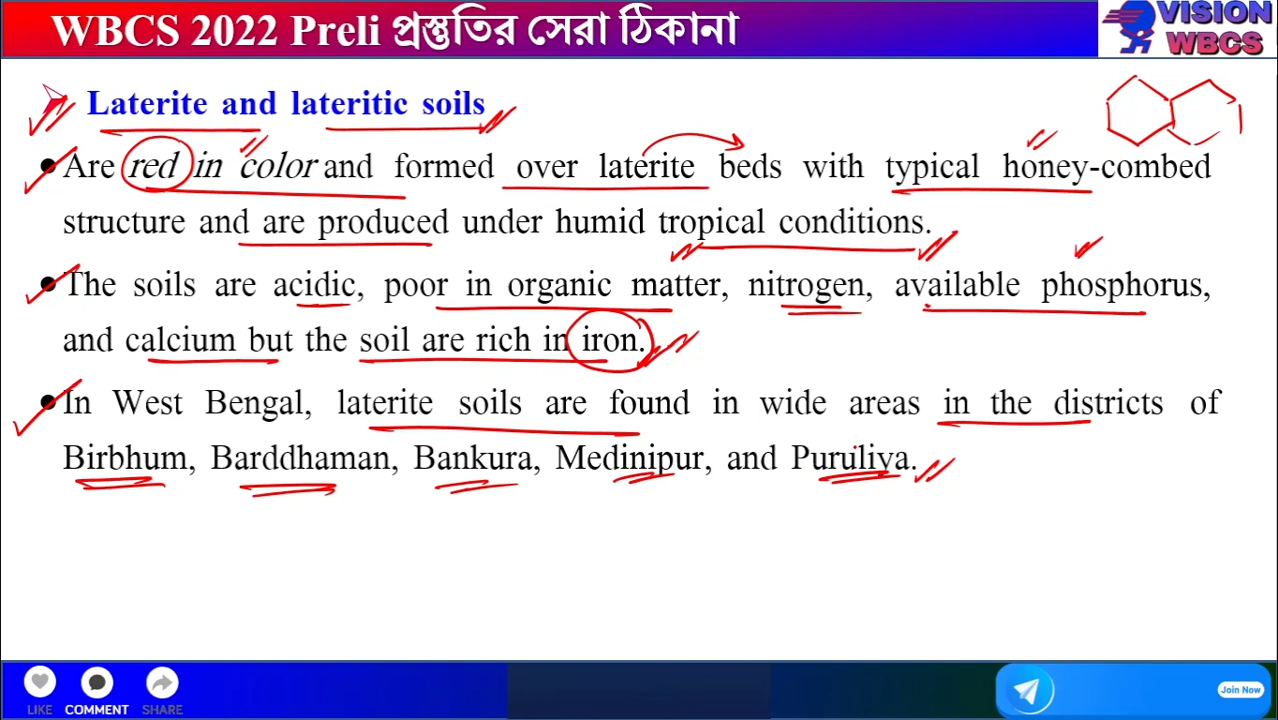 WBCS 2022 Preli প্রস্তুতির সেরা ঠিকানা
VISION
WBCS
Laterite and lateritic soils
• Are red in color and formed over laterite beds with typical honey-combed
structure and are produced under humid tropical conditions.
• The soils are acidic, poor in organic matter, nitrogen, available phosphorus,
and calcium but the soil are rich in iron.
• In West Bengal, laterite soils are found in wide areas in the districts of
Birbhum, Barddhaman, Bankura, Medinipur, and Puruliya.
LIKE COMMENT SHARE
Join Now